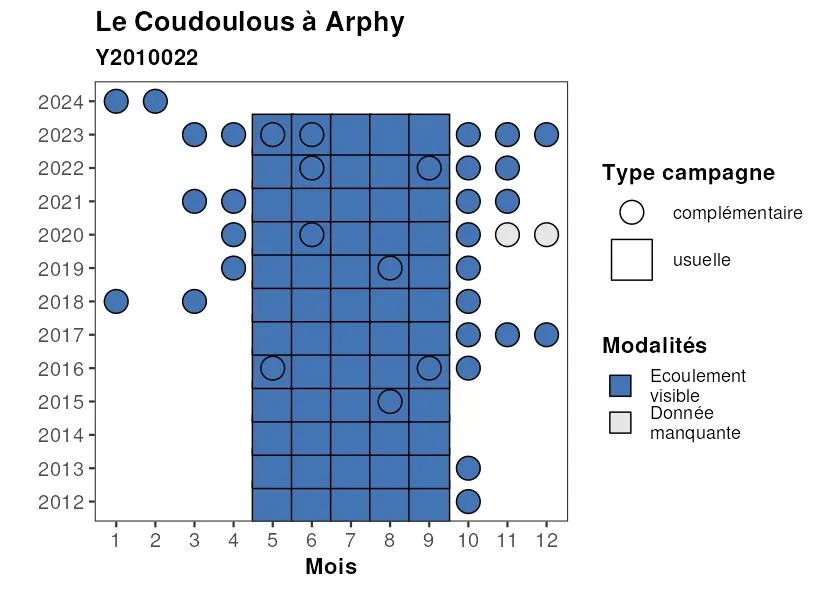 Le Coudoulous à Arphy
Y2010022
2024
2023
2022
2021
2020
2019
2018
2017
2016
2015
2014
2013
2012
1 2 3 4 5 6 7 8 9 10 11 12
Mois
Type campagne
complémentaire
usuelle
Modalités
Ecoulement
visible
Donnée
manquante